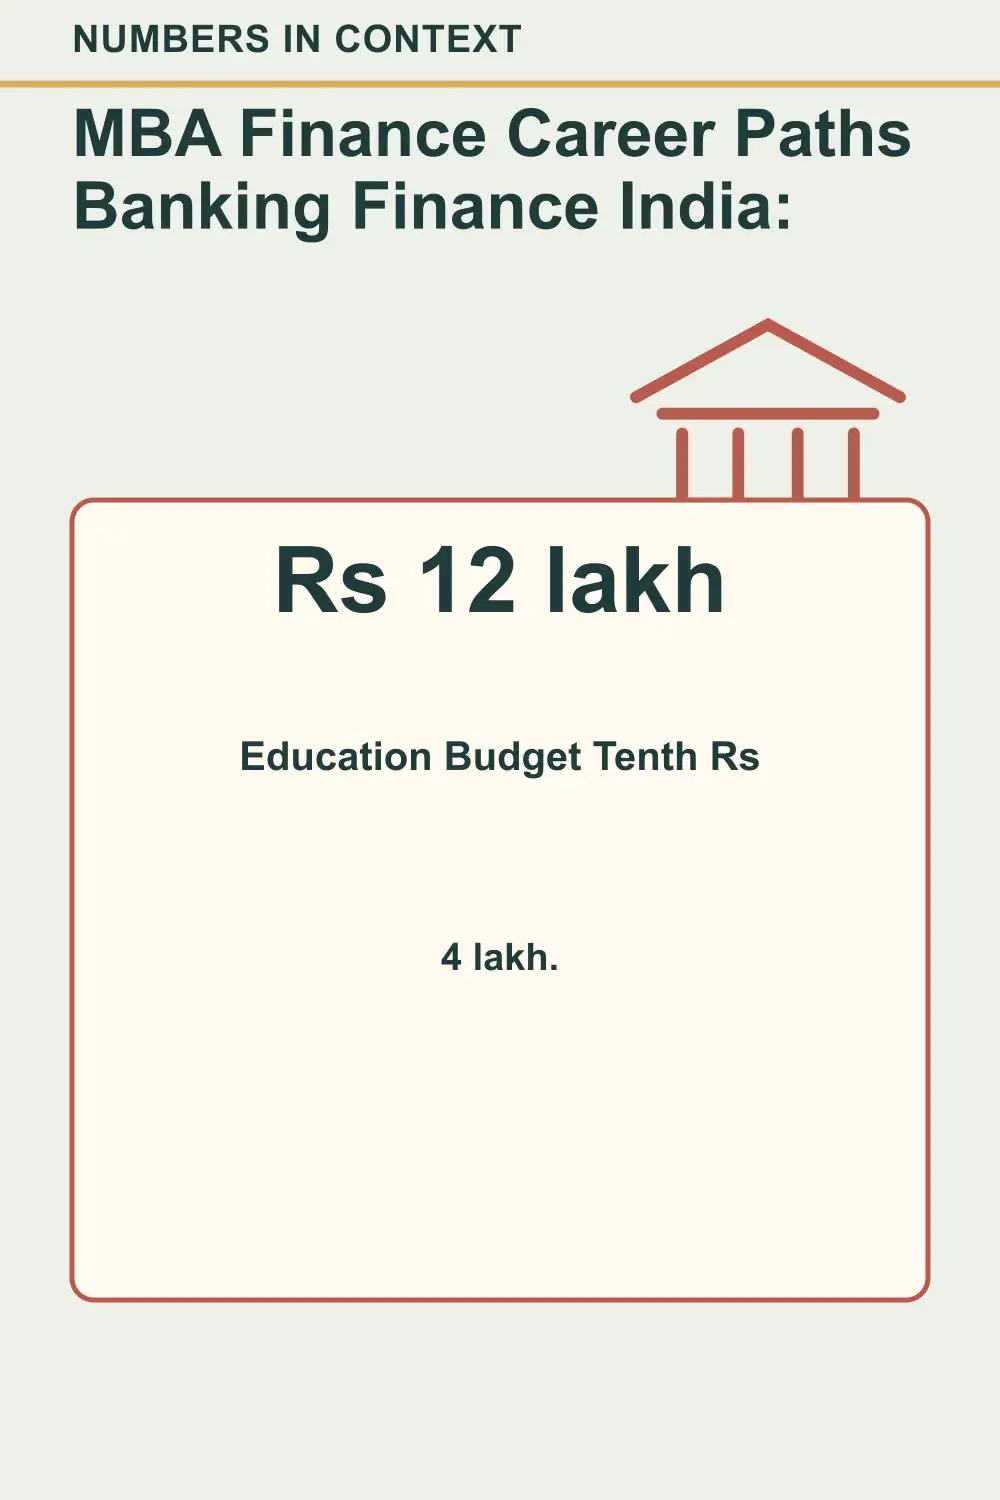 NUMBERS IN CONTEXT
MBA Finance Career Paths
Banking Finance India:
Rs 12 lakh
Education Budget Tenth Rs
4 lakh.